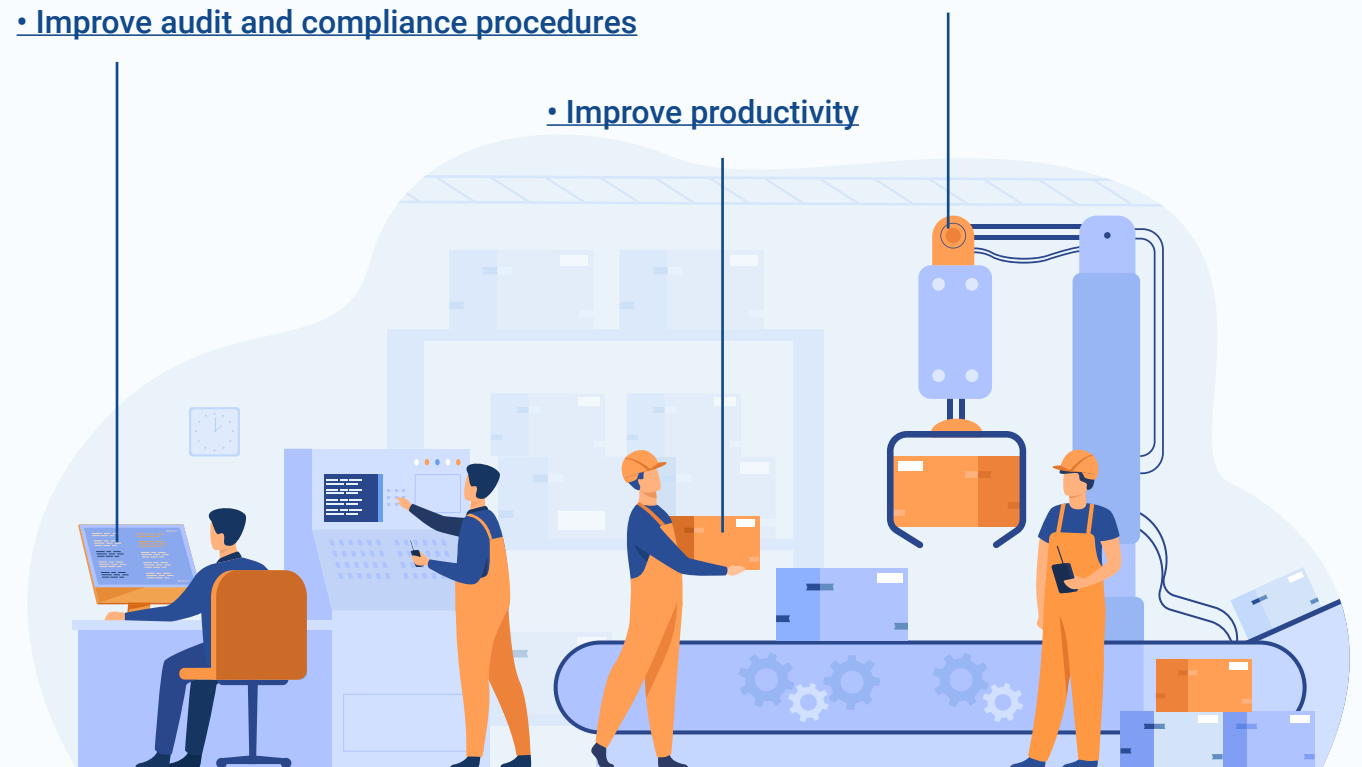 • Improve audit and compliance procedures
• Improve productivity